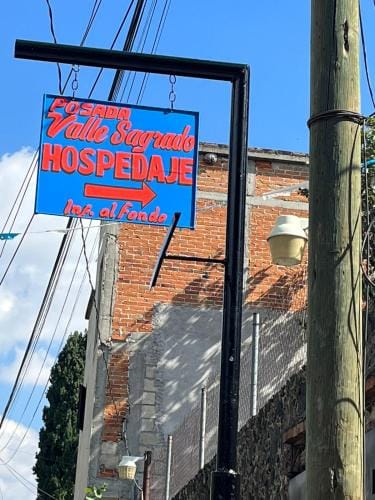 POSADA
Valle Sagrado
HOSPEDAJE
Inf. al fondo